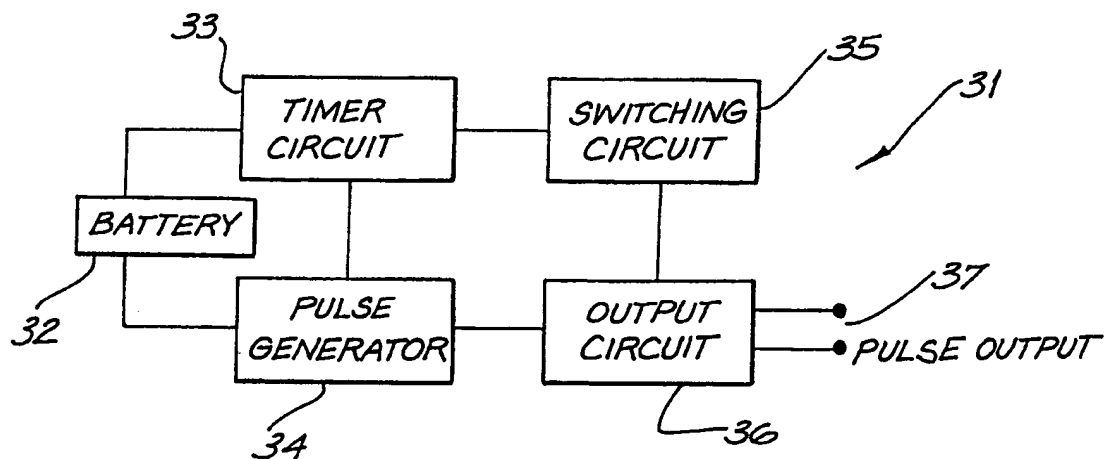 33
35
31
TIMER
CIRCUIT
SWITCHING
CIRCUIT
BATTERY
32
PULSE
GENERATOR
OUTPUT
CIRCUIT
37
PULSE OUTPUT
34
36